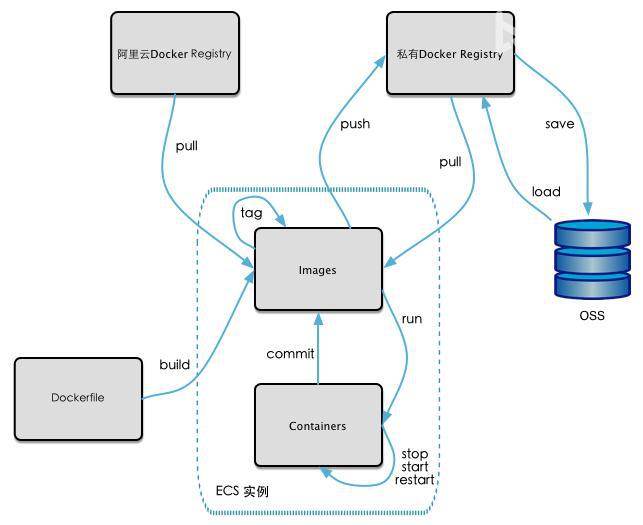 阿里云Docker Registry
私有Docker Registry
pull
push
pull
save
load
tag
Images
OSS
run
commit
build
Dockerfile
Containers
stop
start
restart
ECS 实例